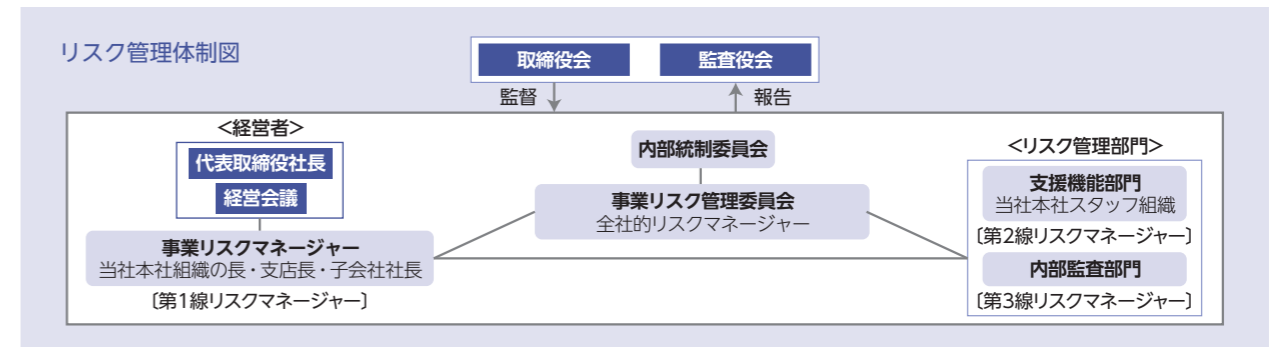 リスク管理体制図
取締役会
監査役会
監督
報告
<経営者>
代表取締役社長
経営会議
事業リスクマネージャー
当社本社組織の長・支店長・子会社社長
〔第1線リスクマネージャー〕
内部統制委員会
事業リスク管理委員会
全社的リスクマネージャー
<リスク管理部門>
支援機能部門
当社本社スタッフ組織
〔第2線リスクマネージャー〕
内部監査部門
〔第3線リスクマネージャー〕